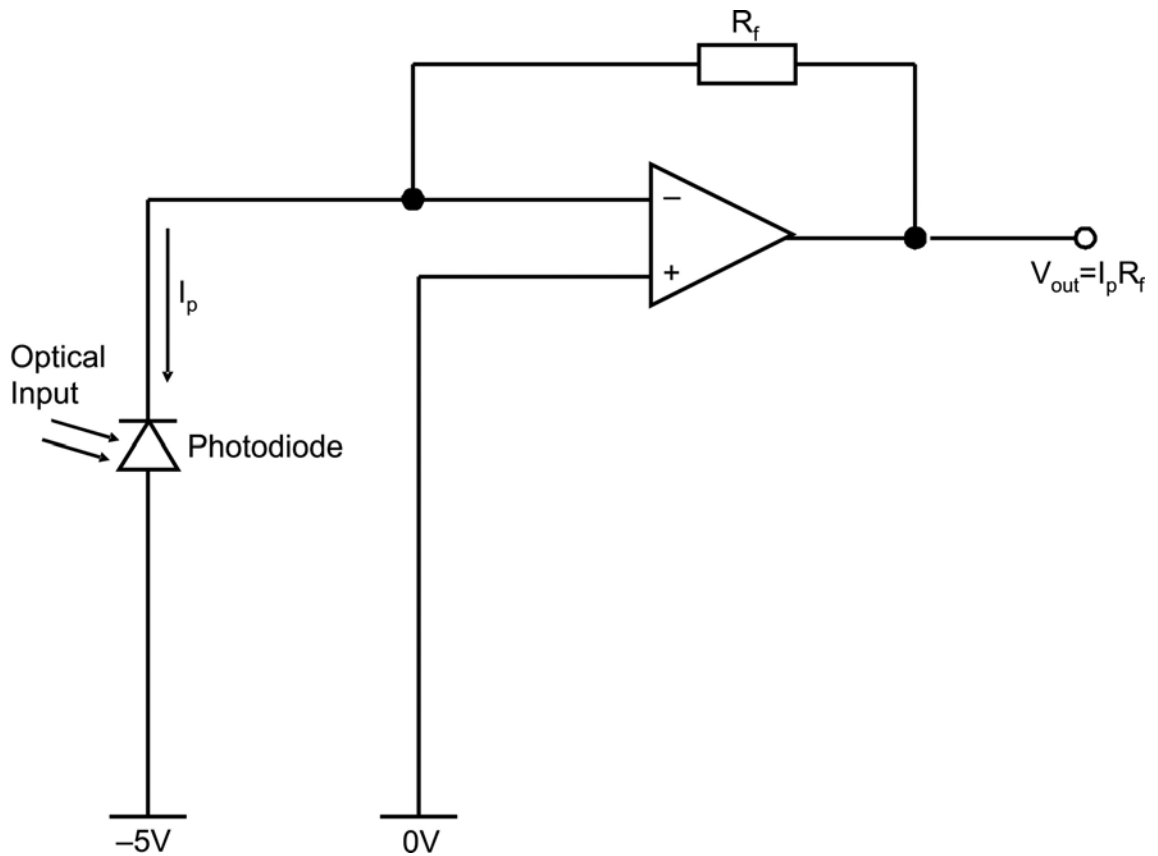 R_f
–
+
V_out=I_pR_f
I_p
Optical
Input
Photodiode
–5V
0V